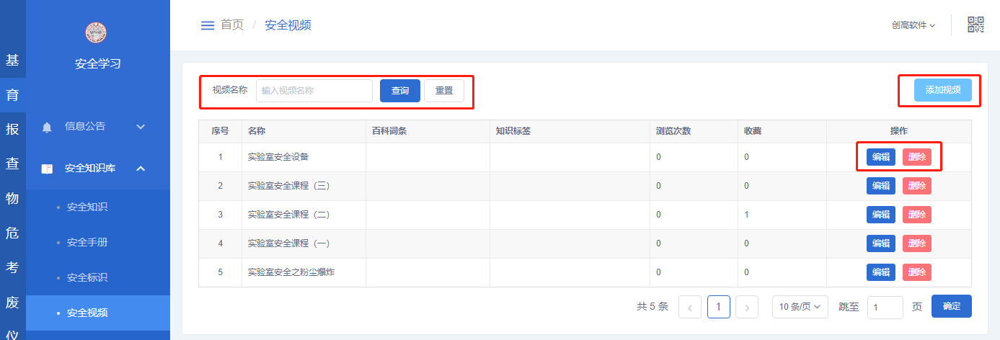 基
育
报
查
物
危
考
废
仪
安全学习
信息公告
安全知识库
安全知识
安全手册
安全标识
安全视频
首页 / 安全视频
创高软件
视频名称 输入视频名称 查询 重置 添加视频
序号 名称 百科词条 知识标签 浏览次数 收藏 操作
1 实验室安全设备 0 0 编辑 删除
2 实验室安全课程（三） 0 0 编辑 删除
3 实验室安全课程（二） 0 1 编辑 删除
4 实验室安全课程（一） 0 0 编辑 删除
5 实验室安全之粉尘爆炸 0 0 编辑 删除
共 5 条 < 1 > 10 条/页 跳至 1 页 确定